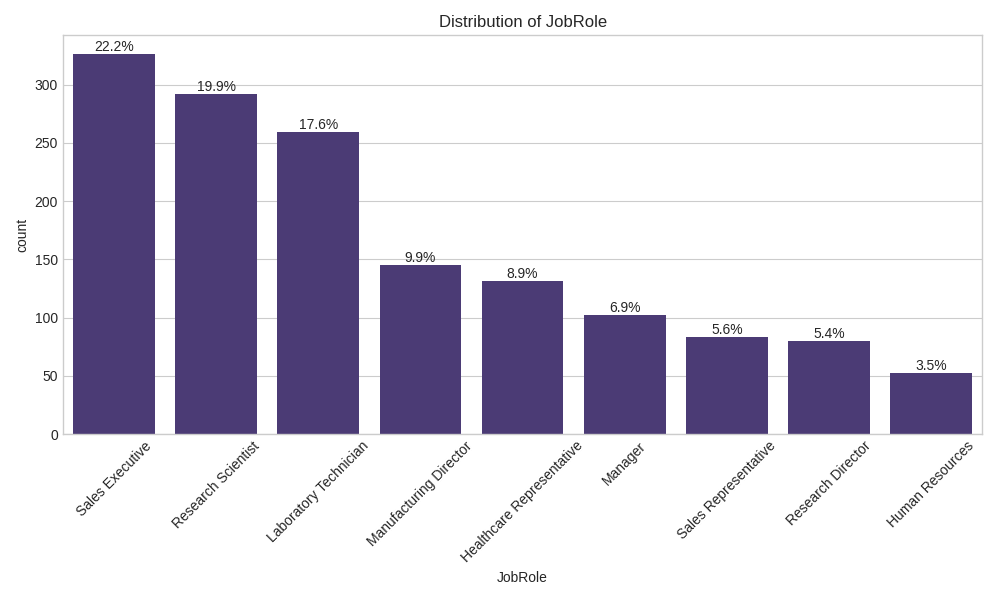 Distribution of JobRole
22.2%
19.9%
17.6%
9.9%
8.9%
6.9%
5.6%
5.4%
3.5%
count
300
250
200
150
100
50
0
Sales Executive
Research Scientist
Laboratory Technician
Manufacturing Director
Healthcare Representative
Manager
Sales Representative
Research Director
Human Resources
JobRole